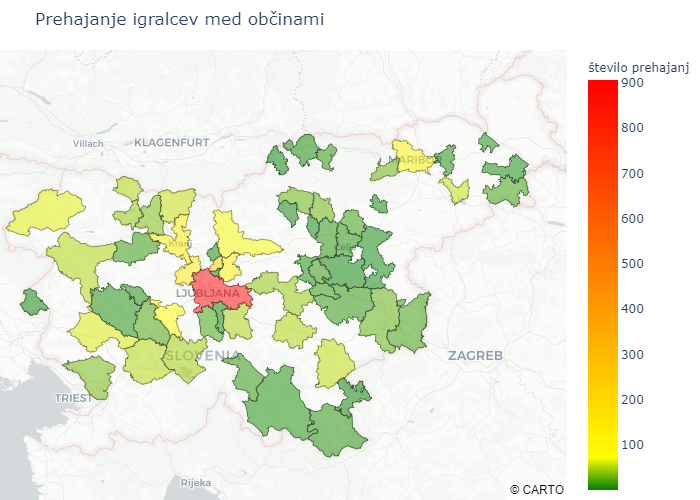 Prehajanje igralcev med občinami
število prehajanj
900
800
700
600
500
400
300
200
100
Villach
KLAGENFURT
MARIBOR
Kranj
Celje
LJUBLJANA
SLOVENIA
ZAGREB
TRIEST
Rijeka
© CARTO